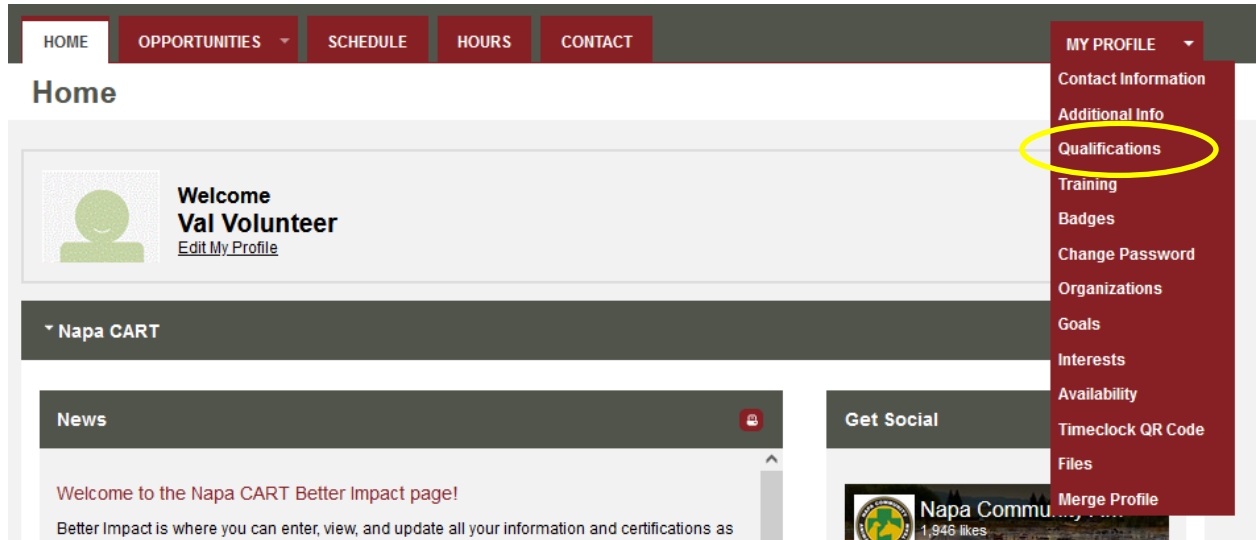 HOME OPPORTUNITIES SCHEDULE HOURS CONTACT MY PROFILE
Home
Contact Information
Additional Info
Qualifications
Training
Badges
Change Password
Organizations
Goals
Interests
Availability
Timeclock QR Code
Files
Merge Profile
Welcome
Val Volunteer
Edit My Profile
Napa CART
News
Welcome to the Napa CART Better Impact page!
Better Impact is where you can enter, view, and update all your information and certifications as
Get Social
Napa
1,946 likes